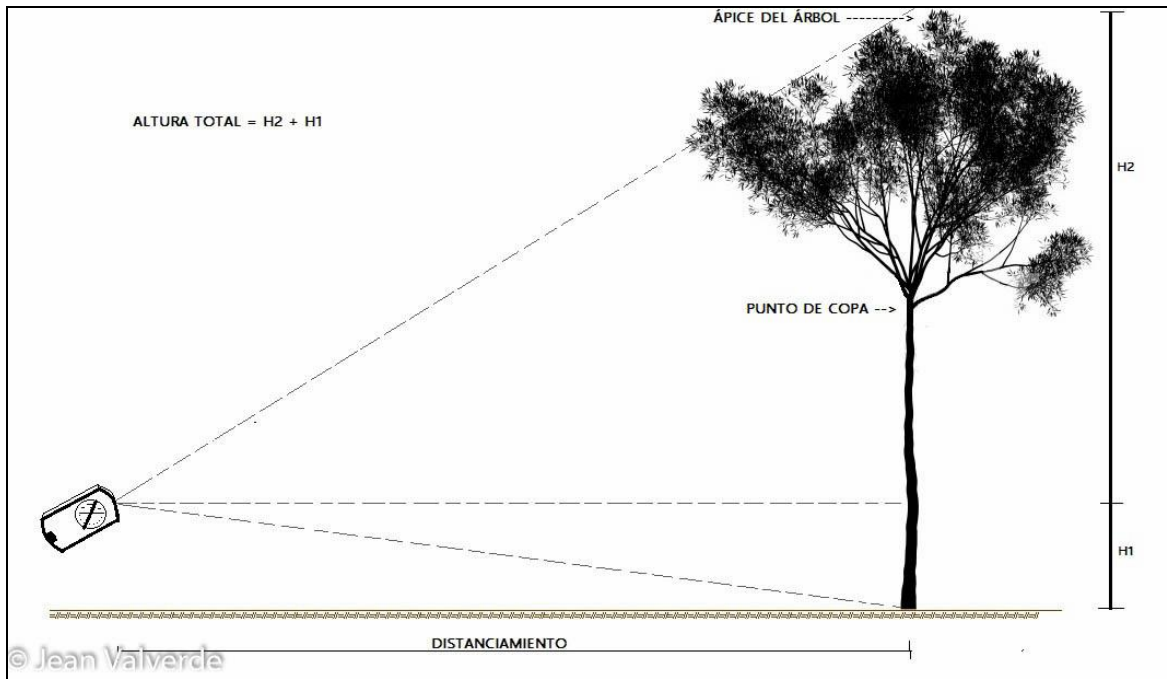 ÁPICE DEL ÁRBOL -------->
ALTURA TOTAL = H2 + H1
H2
PUNTO DE COPA -->
H1
DISTANCIAMIENTO
© Jean Valverde